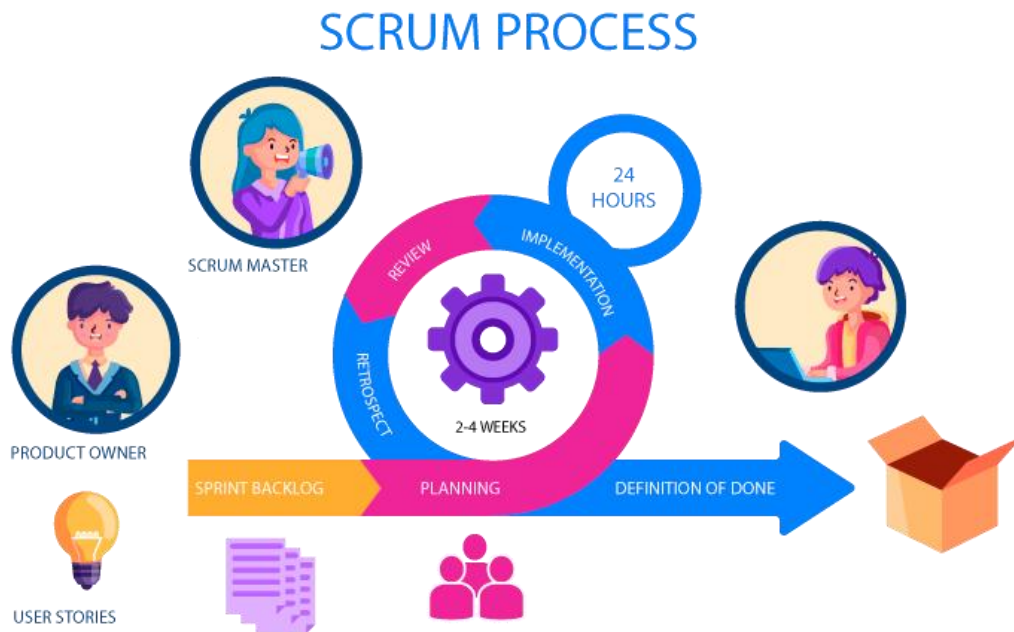 SCRUM PROCESS
24
HOURS
SCRUM MASTER
REVIEW
IMPLEMENTATION
RETROSPECT
2-4 WEEKS
PRODUCT OWNER
SPRINT BACKLOG
PLANNING
DEFINITION OF DONE
USER STORIES